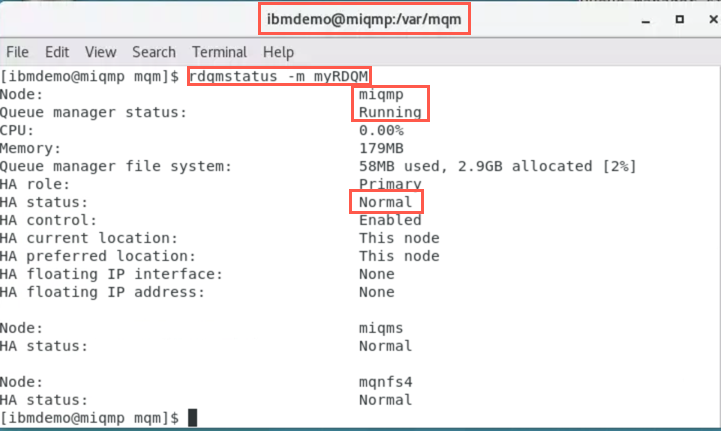 ibmdemo@miqmp:/var/mqm
File Edit View Search Terminal Help
[ibmdemo@miqmp mqm]$ rdqmstatus -m myRDQM
Node: miqmp
Queue manager status: Running
CPU: 0.00%
Memory: 179MB
Queue manager file system: 58MB used, 2.9GB allocated [2%]
HA role: Primary
HA status: Normal
HA control: Enabled
HA current location: This node
HA preferred location: This node
HA floating IP interface: None
HA floating IP address: None
Node: miqms
HA status: Normal
Node: mqnfs4
HA status: Normal
[ibmdemo@miqmp mqm]$